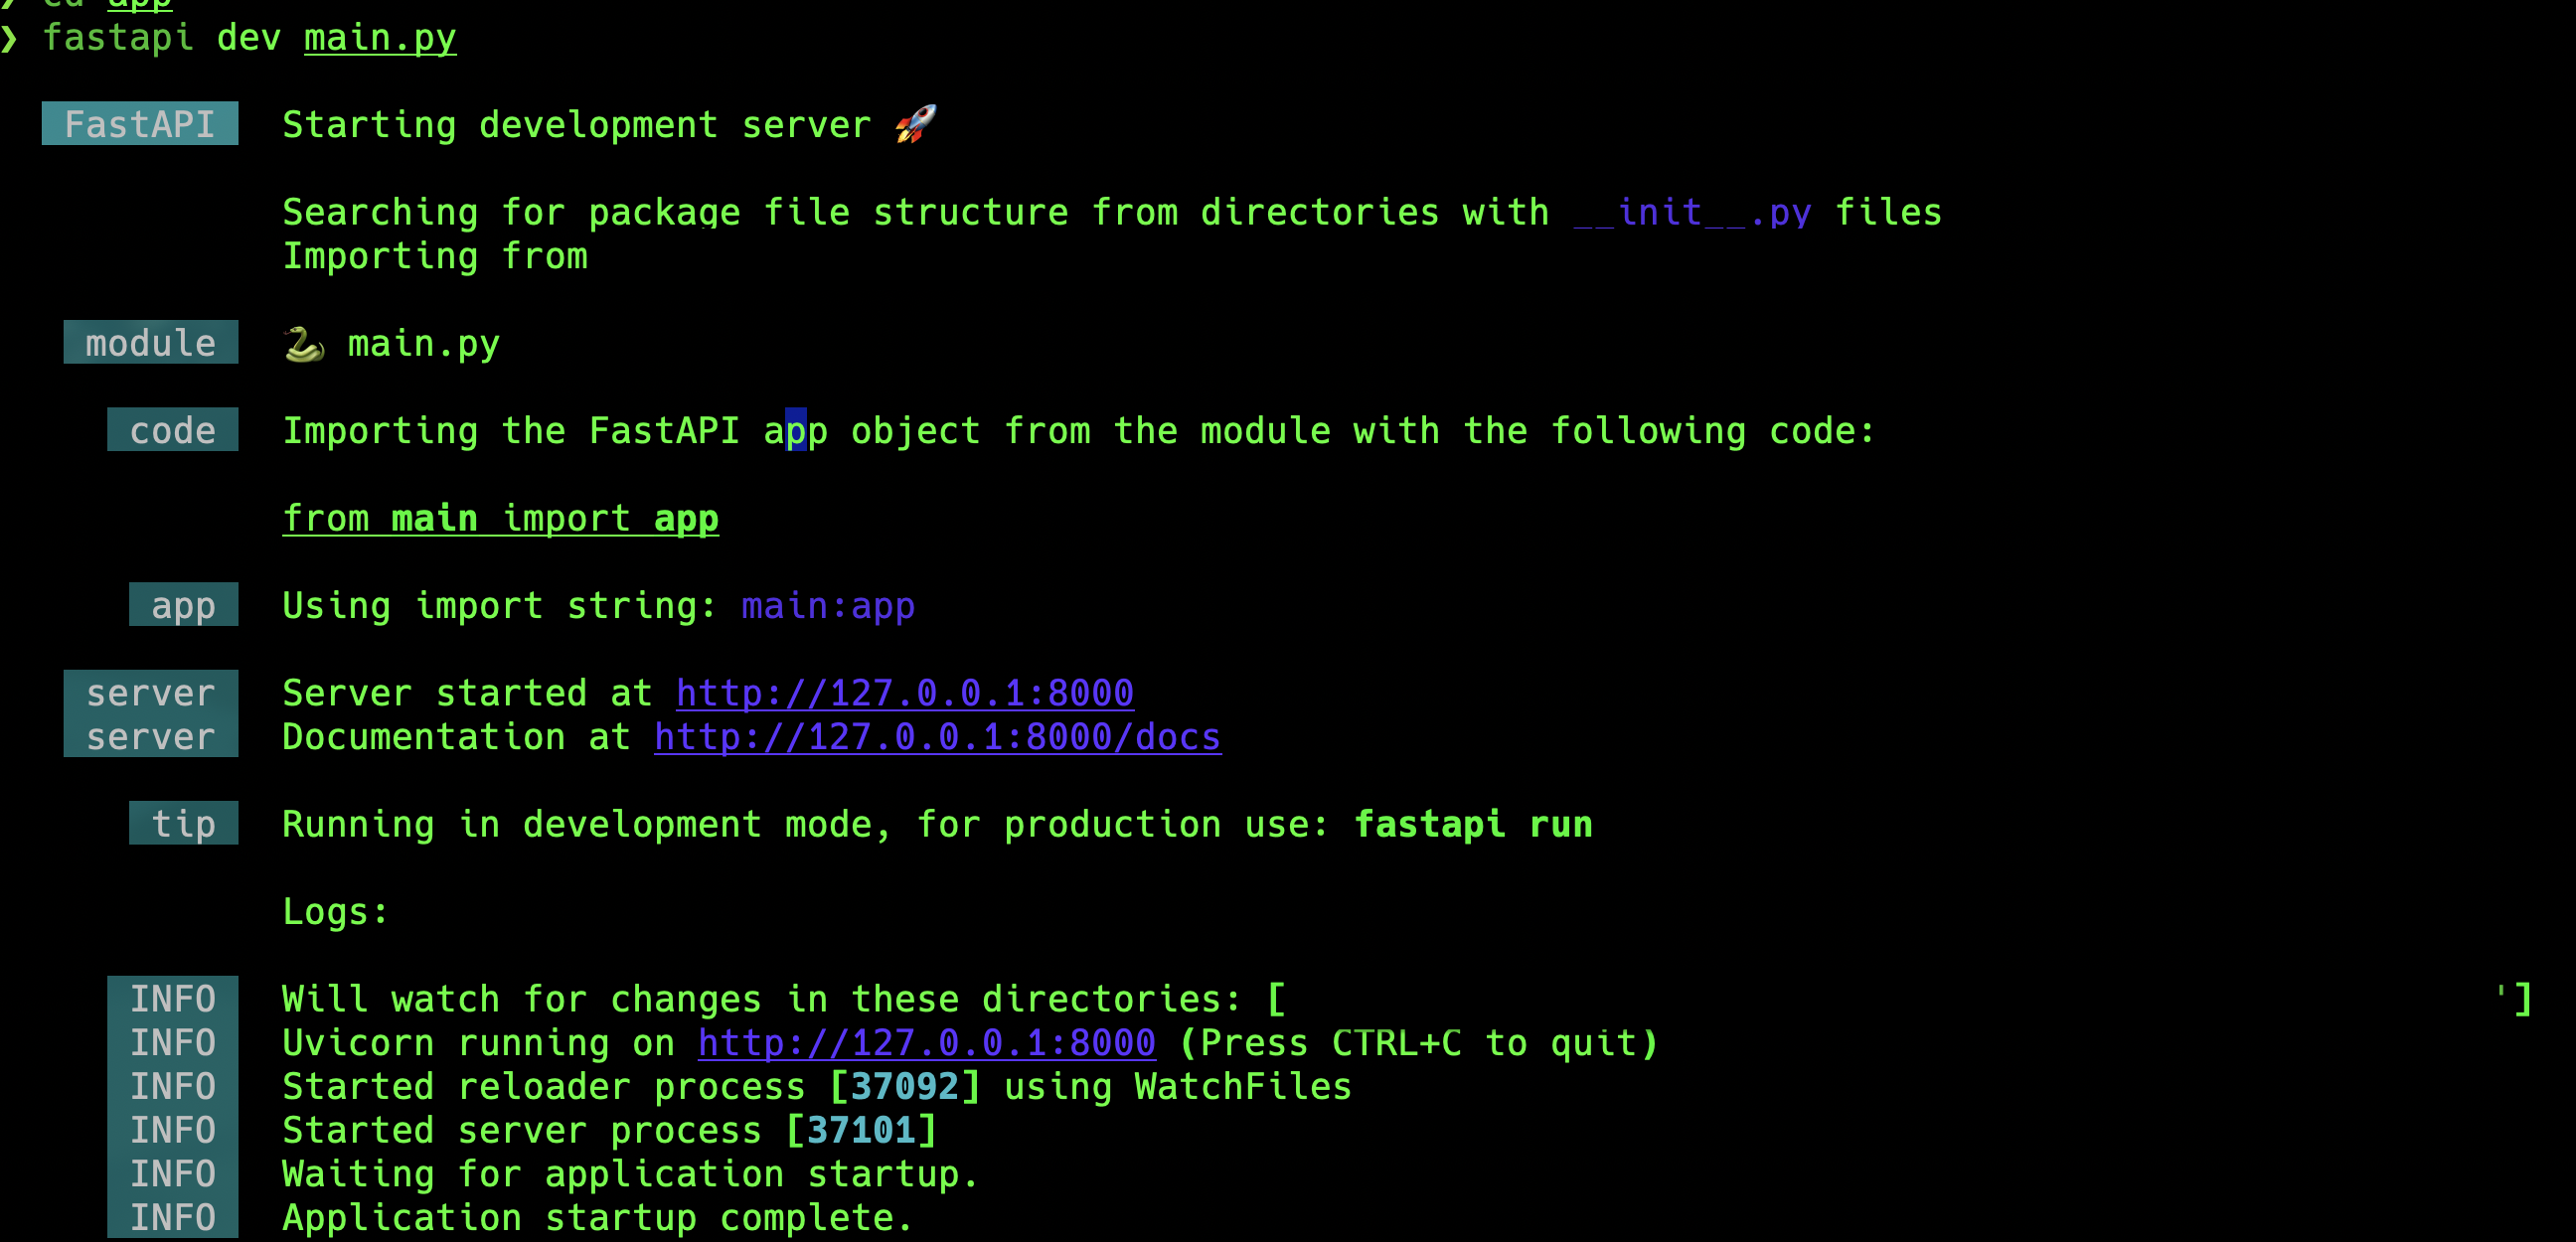 ❯ cd app
❯ fastapi dev main.py
FastAPI Starting development server 🚀
Searching for package file structure from directories with __init__.py files
Importing from
module 🐍 main.py
code Importing the FastAPI app object from the module with the following code:
from main import app
app Using import string: main:app
server Server started at http://127.0.0.1:8000
server Documentation at http://127.0.0.1:8000/docs
tip Running in development mode, for production use: fastapi run
Logs:
INFO Will watch for changes in these directories: [ ']
INFO Uvicorn running on http://127.0.0.1:8000 (Press CTRL+C to quit)
INFO Started reloader process [37092] using WatchFiles
INFO Started server process [37101]
INFO Waiting for application startup.
INFO Application startup complete.